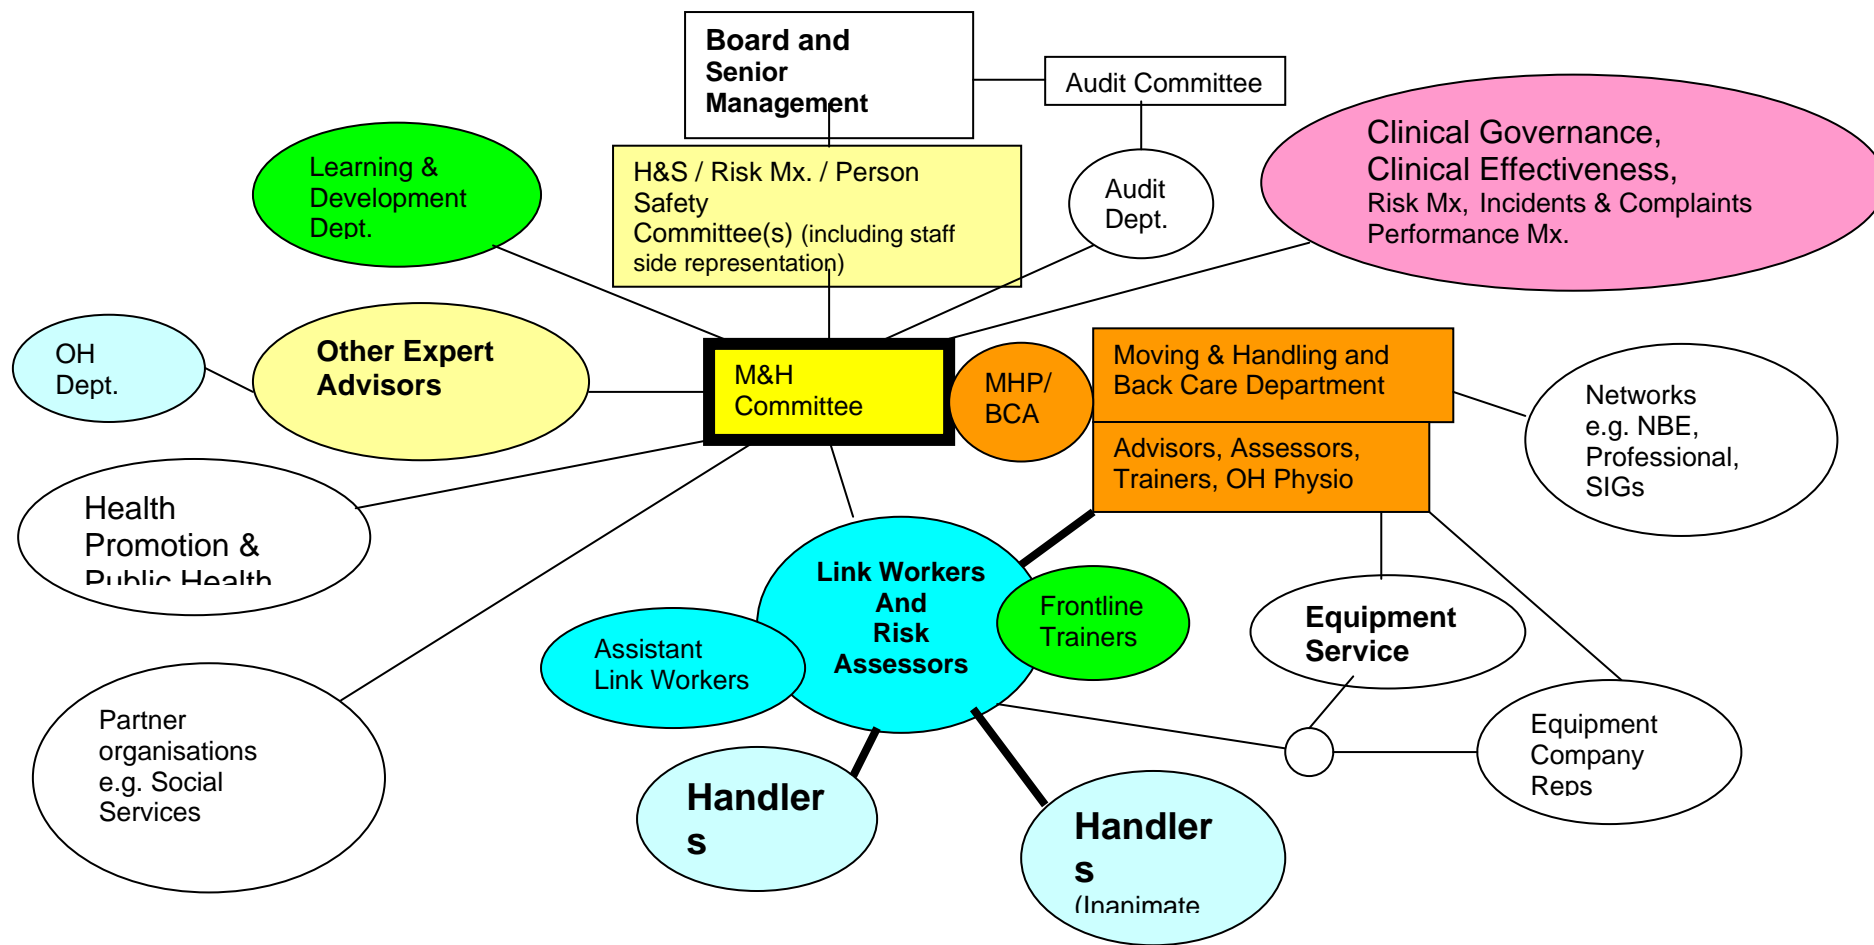 Board and
Senior
Management
Audit Committee
Clinical Governance,
Clinical Effectiveness,
Risk Mx, Incidents & Complaints
Performance Mx.
Learning &
Development
Dept.
H&S / Risk Mx. / Person
Safety
Committee(s) (including staff
side representation)
Audit
Dept.
OH
Dept.
Other Expert
Advisors
M&H
Committee
MHP/
BCA
Moving & Handling and
Back Care Department
Advisors, Assessors,
Trainers, OH Physio
Networks
e.g. NBE,
Professional,
SIGs
Health
Promotion &
Public Health
Link Workers
And
Risk
Assessors
Frontline
Trainers
Assistant
Link Workers
Equipment
Service
Partner
organisations
e.g. Social
Services
Equipment
Company
Reps
Handler
s
Handler
s
(Inanimate